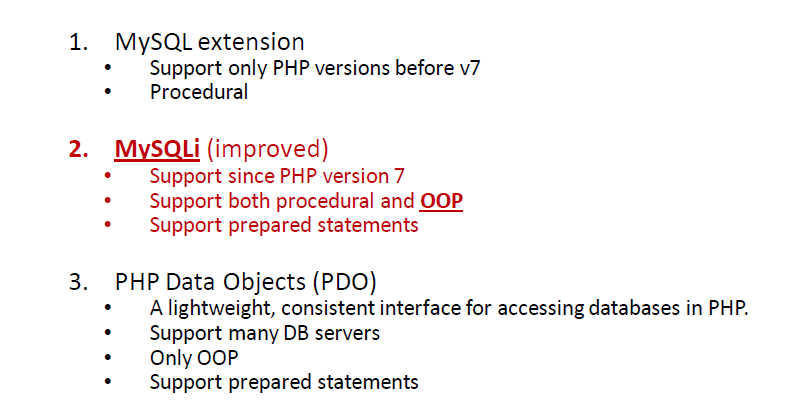 1. MySQL extension
• Support only PHP versions before v7
• Procedural
2. MySQLi (improved)
• Support since PHP version 7
• Support both procedural and OOP
• Support prepared statements
3. PHP Data Objects (PDO)
• A lightweight, consistent interface for accessing databases in PHP.
• Support many DB servers
• Only OOP
• Support prepared statements